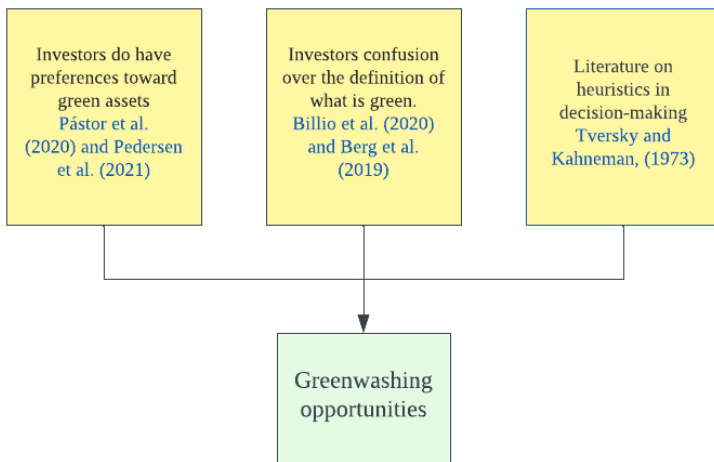 Investors do have
preferences toward
green assets
Pástor et al.
(2020) and Pedersen
et al. (2021)
Investors confusion
over the definition of
what is green.
Billio et al. (2020)
and Berg et al.
(2019)
Literature on
heuristics in
decision-making
Tversky and
Kahneman, (1973)
Greenwashing
opportunities